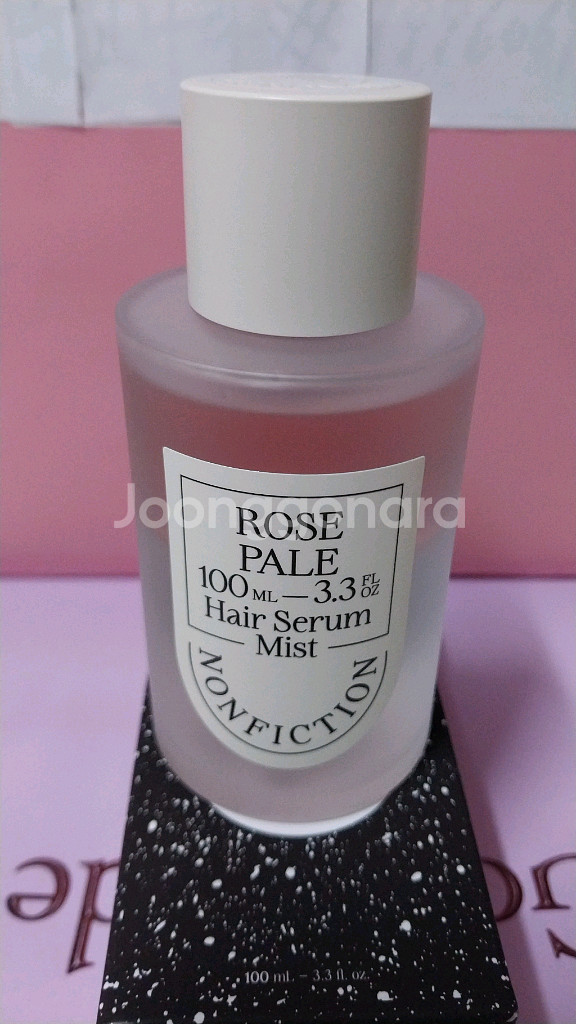 Joonggonara
ROSE
PALE
100 ML — 3.3 FL OZ
Hair Serum
Mist
NONFICTION
100 mL – 3.3 fl. oz.